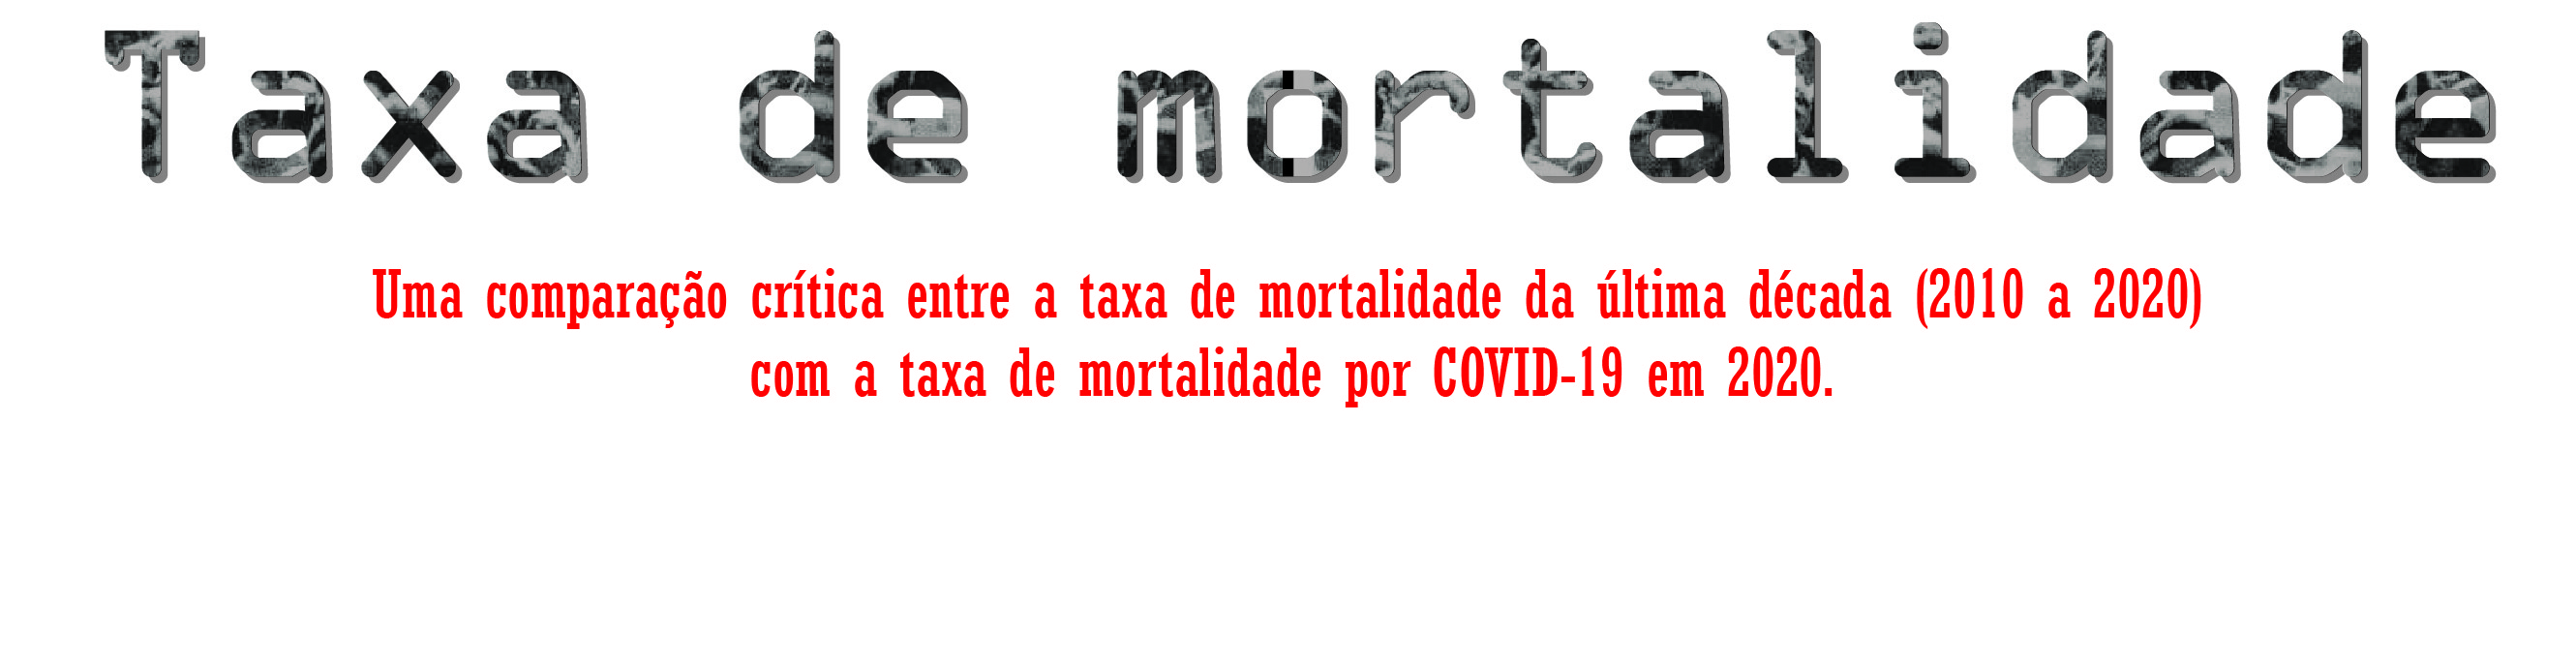 Taxa de mortalidade
Uma comparação crítica entre a taxa de mortalidade da última década (2010 a 2020)
com a taxa de mortalidade por COVID-19 em 2020.